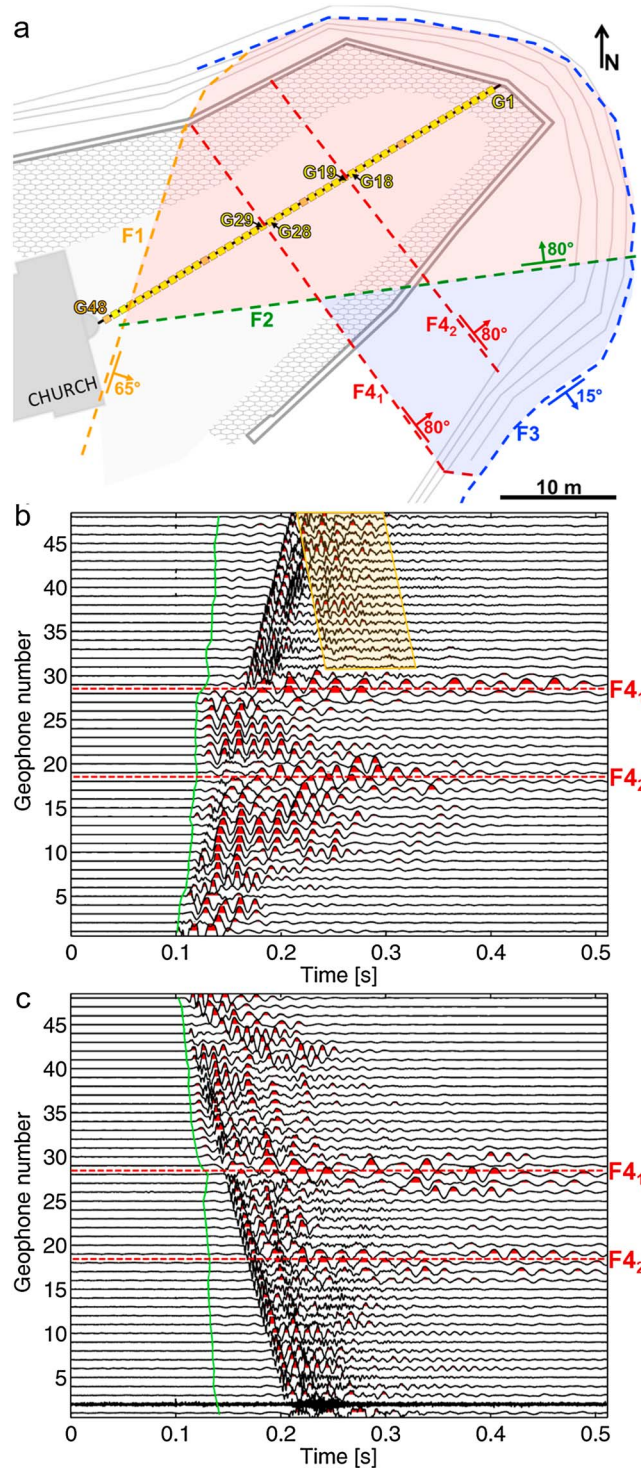 a
N
G1
G19
G18
F1
G29
G28
G48
80°
F2
F4₂
80°
CHURCH
65°
F4₁
80°
15°
F3
10 m
b
45
40
35
30
F4₁
25
20
F4₂
15
10
5
Geophone number
0
0.1
0.2
0.3
0.4
0.5
Time [s]
c
45
40
35
30
F4₁
25
20
F4₂
15
10
5
Geophone number
0
0.1
0.2
0.3
0.4
0.5
Time [s]